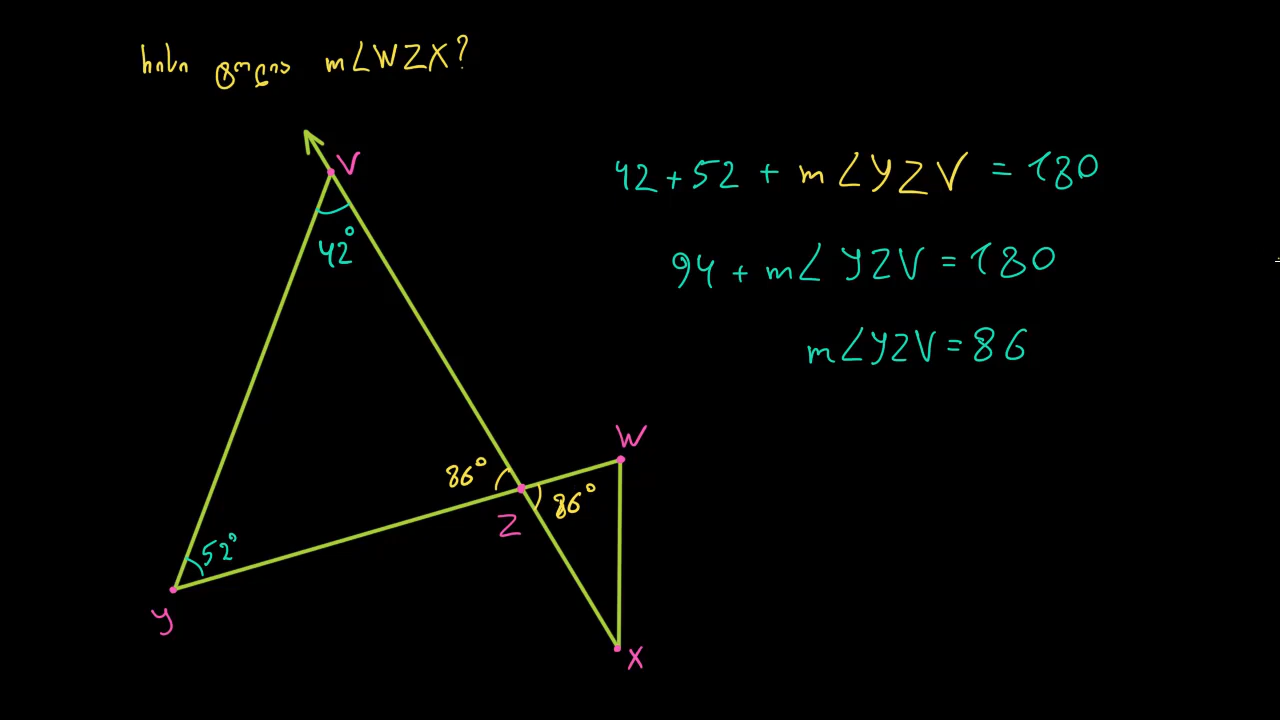 რისი ტოლია m∠WZX?
V
42°
42 + 52 + m∠YZV = 180
94 + m∠YZV = 180
m∠YZV = 86
W
86°
86°
Z
52°
Y
X